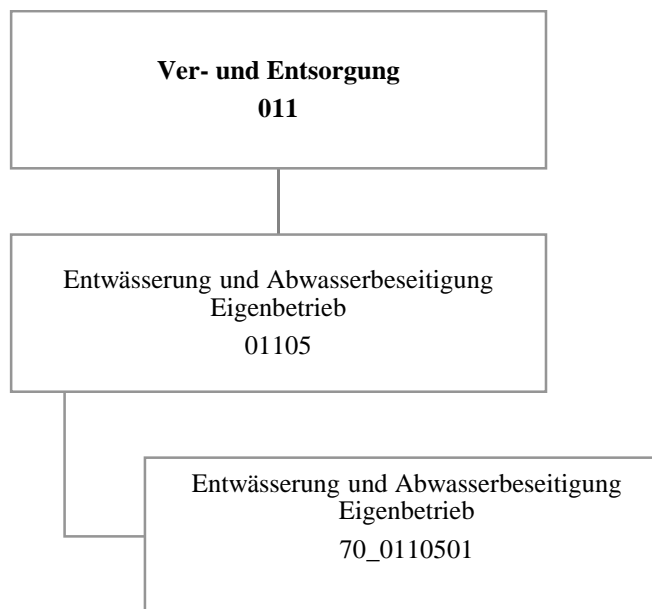 Ver- und Entsorgung
011
Entwässerung und Abwasserbeseitigung
Eigenbetrieb
01105
Entwässerung und Abwasserbeseitigung
Eigenbetrieb
70_0110501